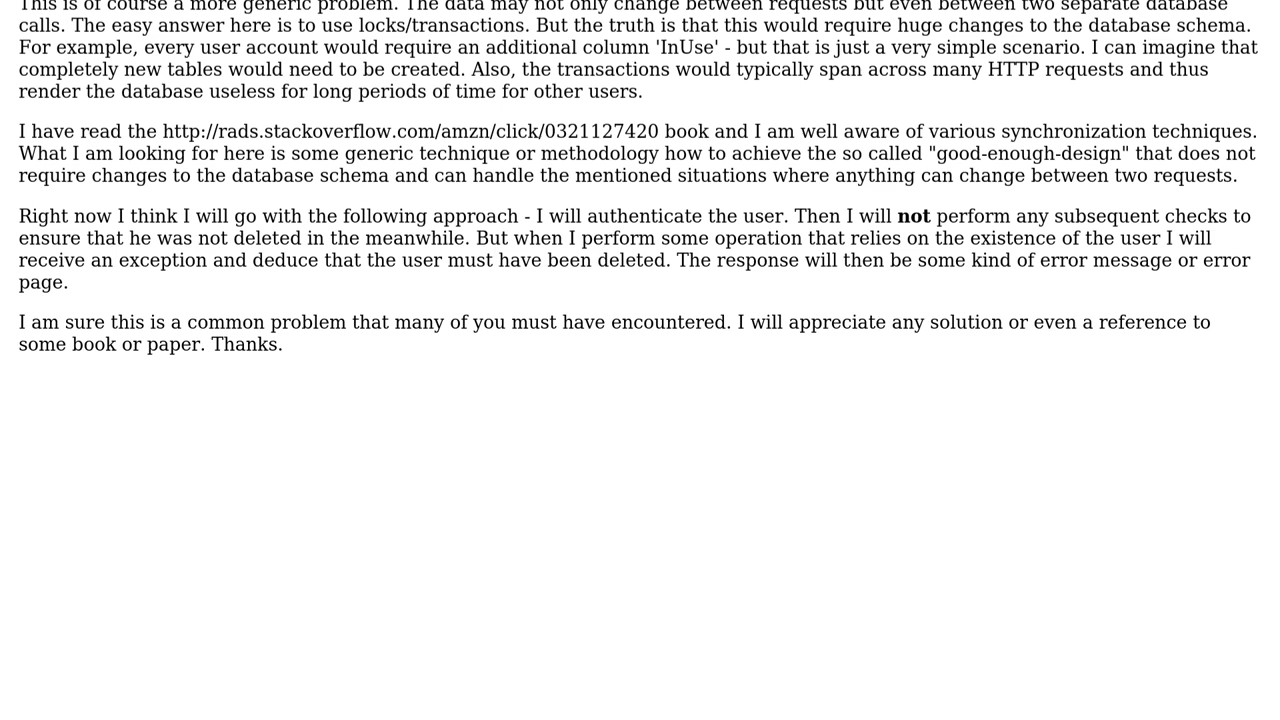 This is of course a more generic problem. The data may not only change between requests but even between two separate database
calls. The easy answer here is to use locks/transactions. But the truth is that this would require huge changes to the database schema.
For example, every user account would require an additional column 'InUse' - but that is just a very simple scenario. I can imagine that
completely new tables would need to be created. Also, the transactions would typically span across many HTTP requests and thus
render the database useless for long periods of time for other users.
I have read the http://rads.stackoverflow.com/amzn/click/0321127420 book and I am well aware of various synchronization techniques.
What I am looking for here is some generic technique or methodology how to achieve the so called "good-enough-design" that does not
require changes to the database schema and can handle the mentioned situations where anything can change between two requests.
Right now I think I will go with the following approach - I will authenticate the user. Then I will not perform any subsequent checks to
ensure that he was not deleted in the meanwhile. But when I perform some operation that relies on the existence of the user I will
receive an exception and deduce that the user must have been deleted. The response will then be some kind of error message or error
page.
I am sure this is a common problem that many of you must have encountered. I will appreciate any solution or even a reference to
some book or paper. Thanks.